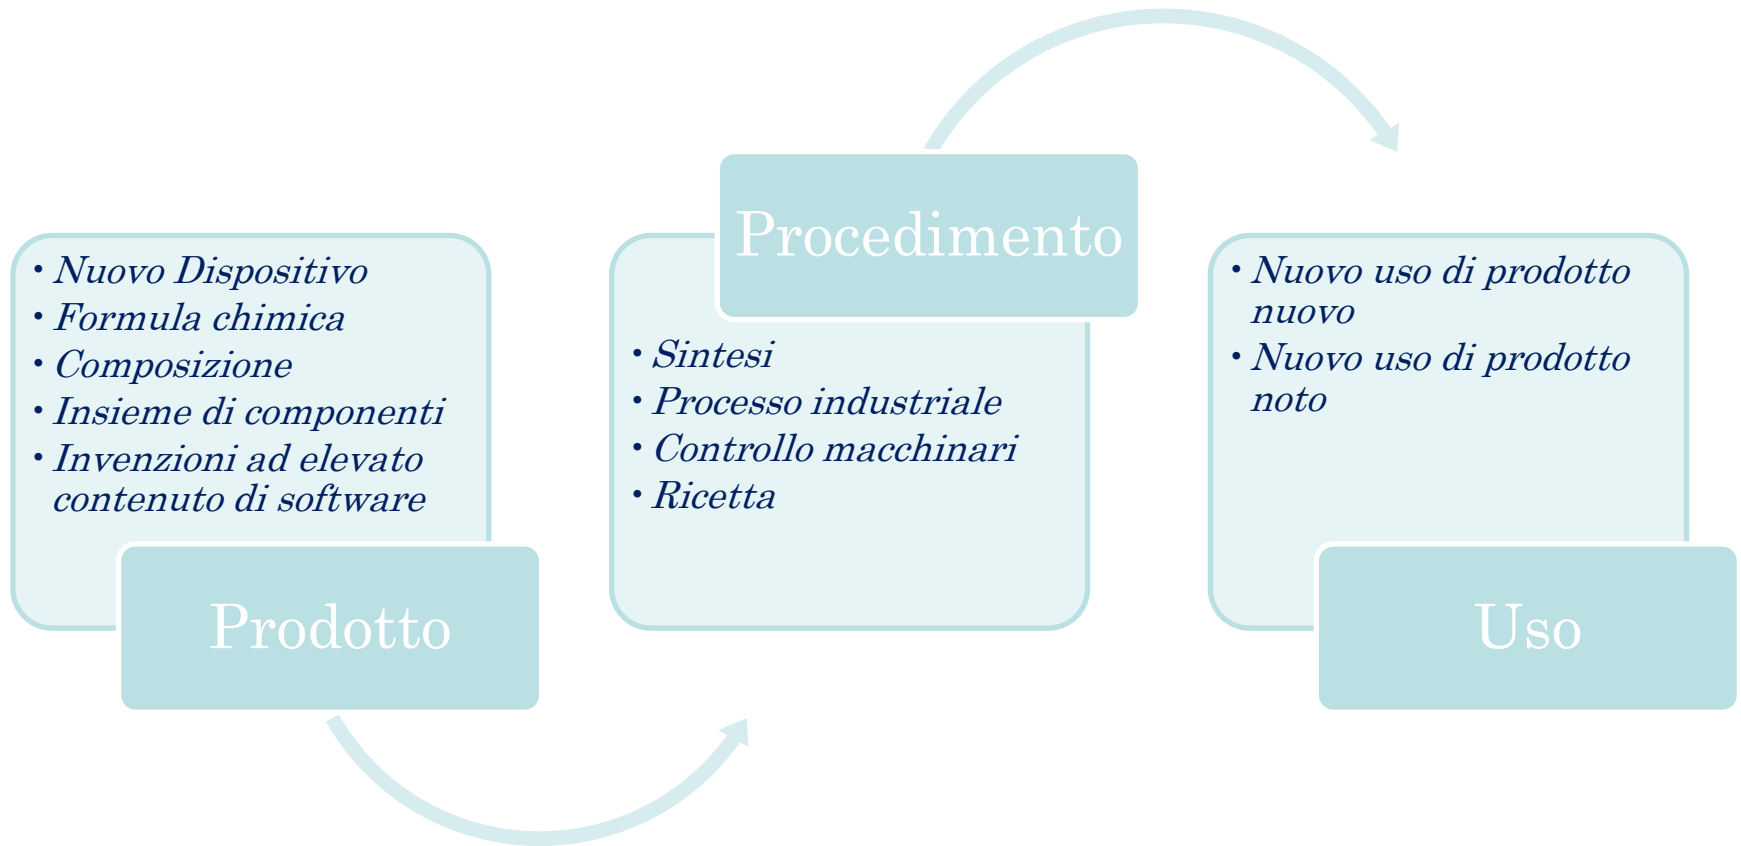 • Nuovo Dispositivo
• Formula chimica
• Composizione
• Insieme di componenti
• Invenzioni ad elevato
contenuto di software
Prodotto
Procedimento
• Sintesi
• Processo industriale
• Controllo macchinari
• Ricetta
• Nuovo uso di prodotto
nuovo
• Nuovo uso di prodotto
noto
Uso